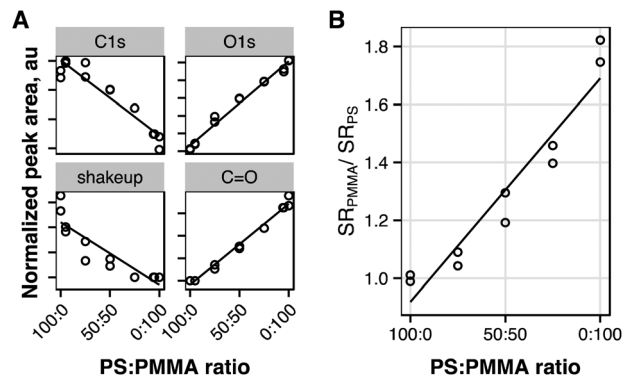 A
C1s
O1s
shakeup
C=O
Normalized peak area, au
100:0
50:50
0:100
100:0
50:50
0:100
PS:PMMA ratio
B
1.8
1.6
1.4
1.2
1.0
SRPMMA/ SRPS
100:0
50:50
0:100
PS:PMMA ratio